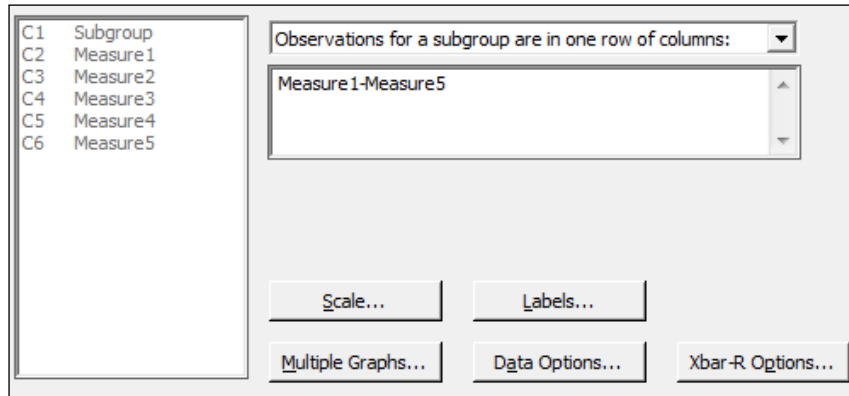 C1 Subgroup
C2 Measure1
C3 Measure2
C4 Measure3
C5 Measure4
C6 Measure5
Observations for a subgroup are in one row of columns:
Measure1-Measure5
Scale... Labels...
Multiple Graphs... Data Options... Xbar-R Options...